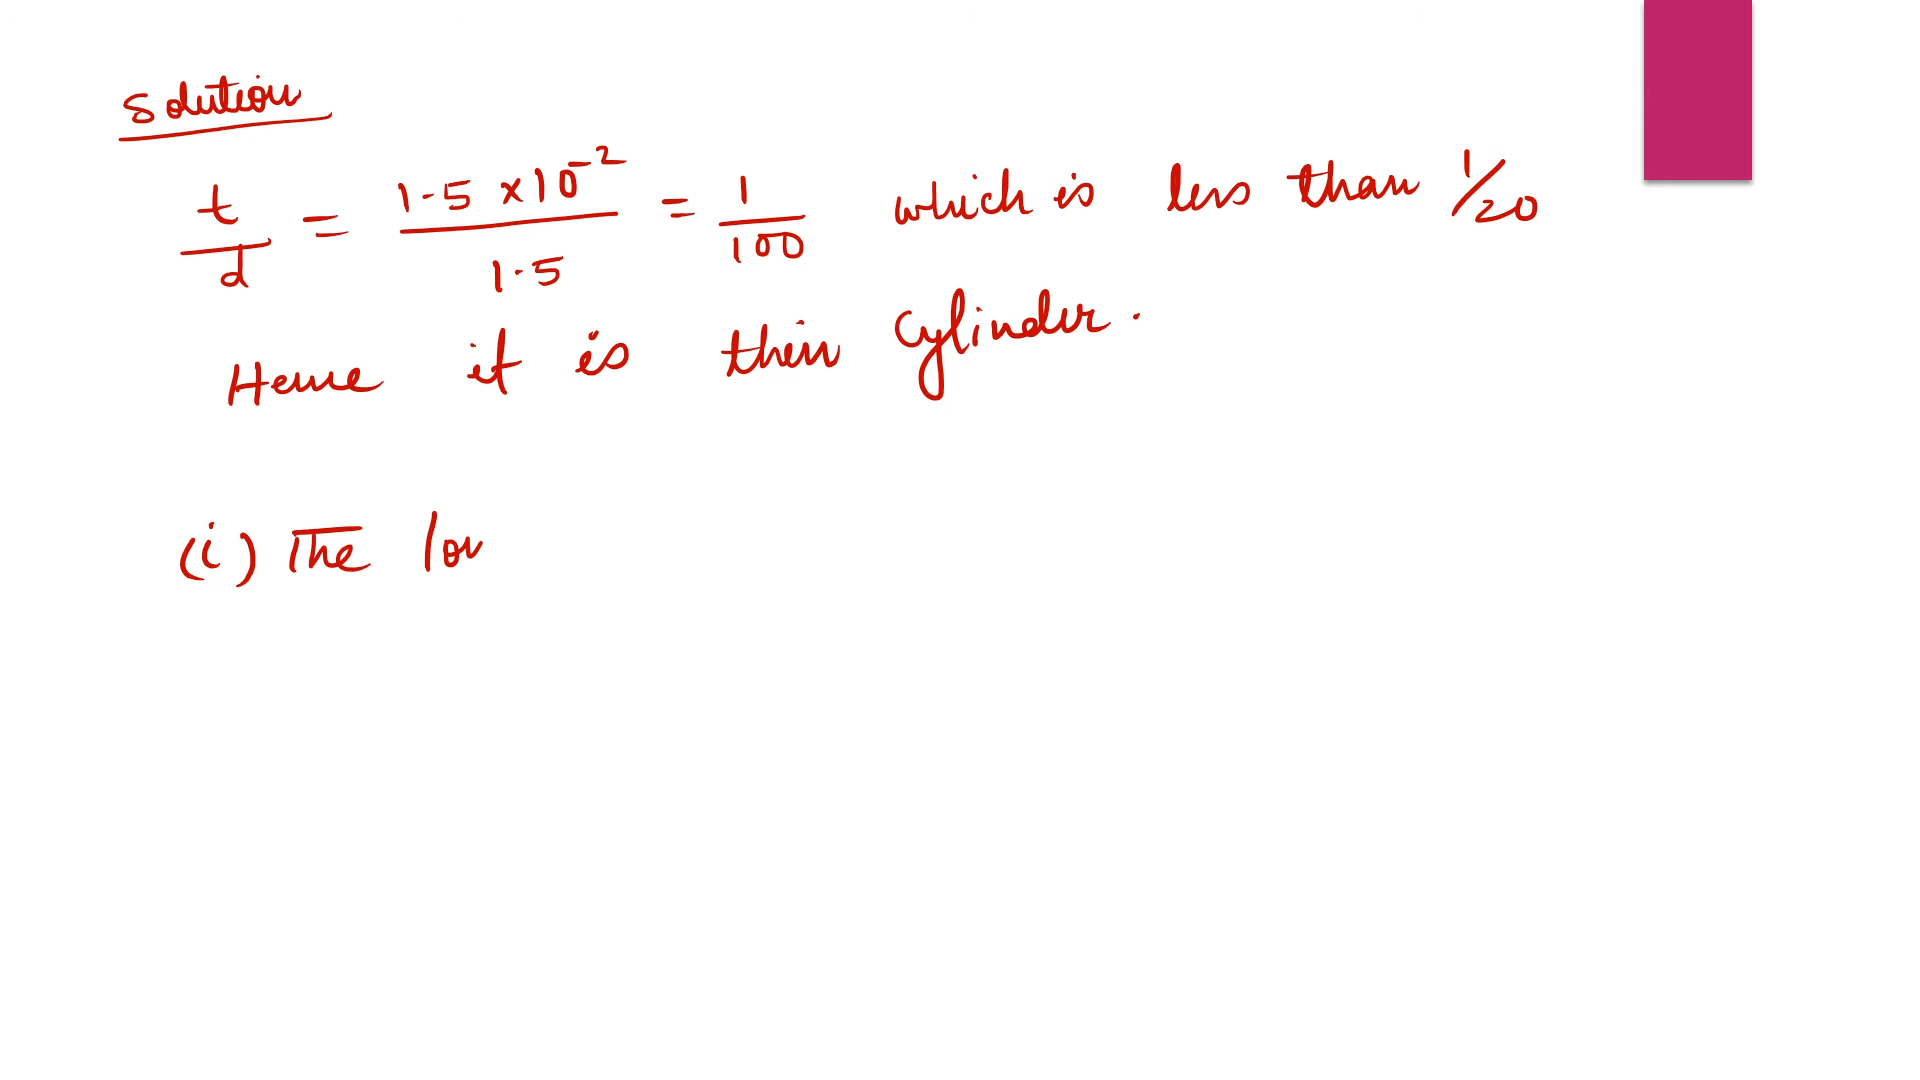 Solution
t/d = 1.5 × 10⁻² / 1.5 = 1/100 which is less than 1/20
Hence it is thin cylinder.
(i) The lon